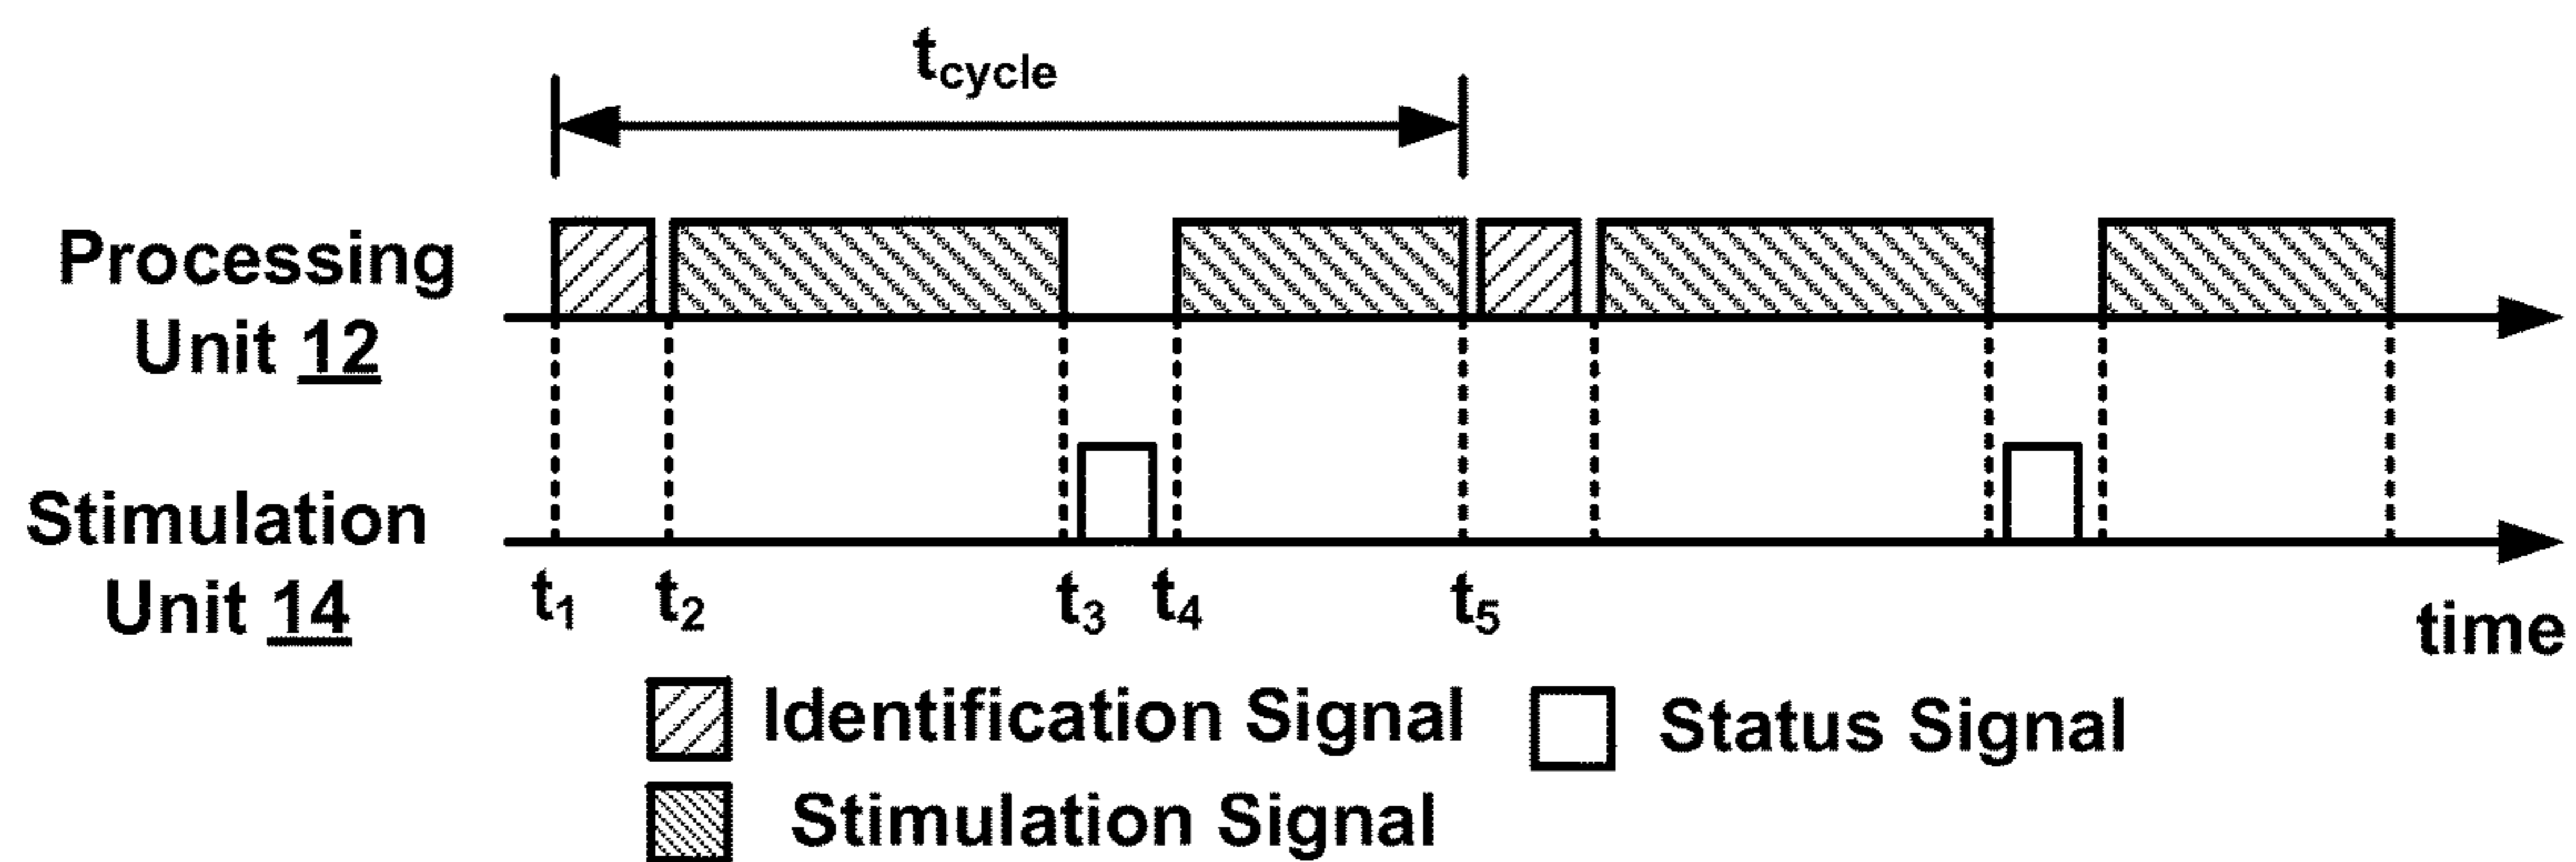 tcycle
Processing
Unit 12
Stimulation
Unit 14
t1 t2 t3 t4 t5 time
Identification Signal Status Signal
Stimulation Signal